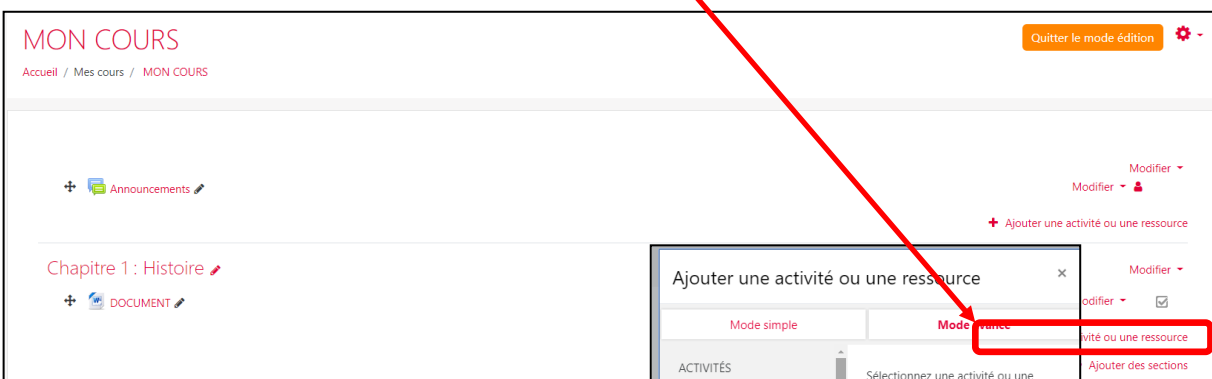 MON COURS
Quitter le mode édition
Accueil / Mes cours / MON COURS
Modifier
Announcements
Modifier
Ajouter une activité ou une ressource
Chapitre 1 : Histoire
Modifier
DOCUMENT
odifier
Ajouter une activité ou une ressource
Mode simple
Mode
ivité ou une ressource
ACTIVITÉS
Sélectionnez une activité ou une
Ajouter des sections